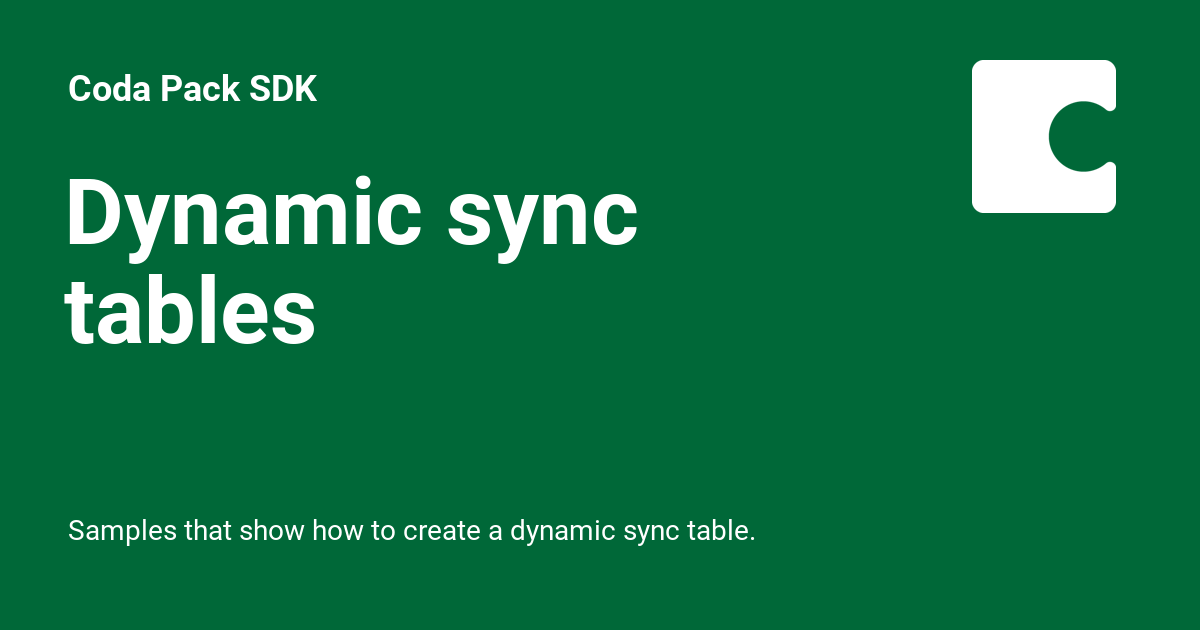 Coda Pack SDK
Dynamic sync
tables
Samples that show how to create a dynamic sync table.